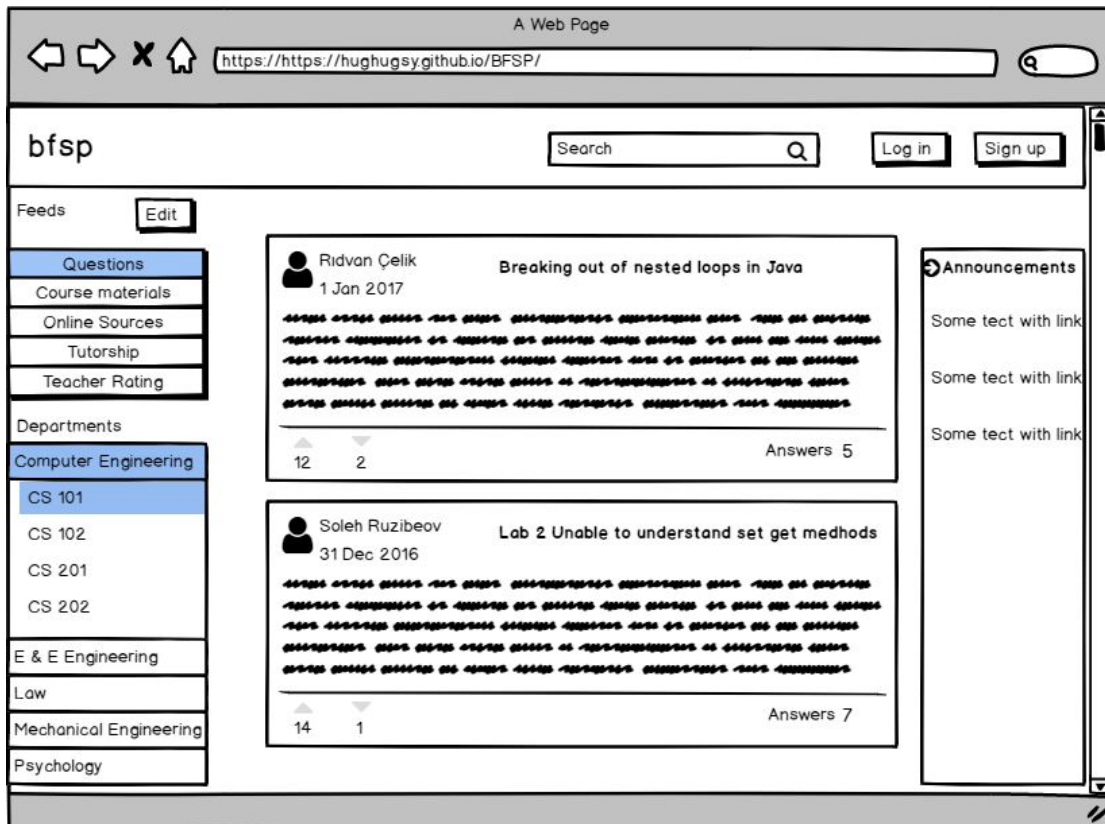 A Web Page
https://https://hughugsy.github.io/BFSP/
bfsp
Search
Log in
Sign up
Feeds
Edit
Questions
Course materials
Online Sources
Tutorship
Teacher Rating
Departments
Computer Engineering
CS 101
CS 102
CS 201
CS 202
E & E Engineering
Law
Mechanical Engineering
Psychology
Rıdvan Çelik
1 Jan 2017
Breaking out of nested loops in Java
12
2
Answers 5
Soleh Ruzibeov
31 Dec 2016
Lab 2 Unable to understand set get medhods
14
1
Answers 7
Announcements
Some tect with link
Some tect with link
Some tect with link